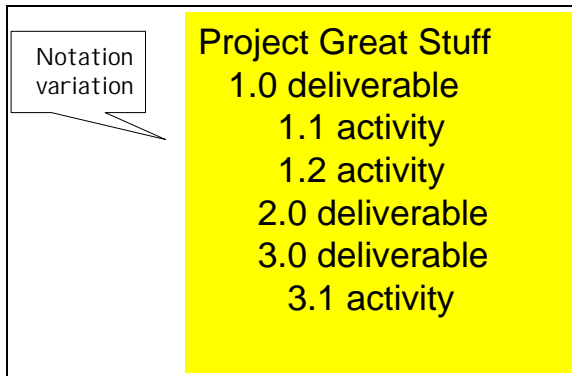 Notation
variation
Project Great Stuff
1.0 deliverable
1.1 activity
1.2 activity
2.0 deliverable
3.0 deliverable
3.1 activity